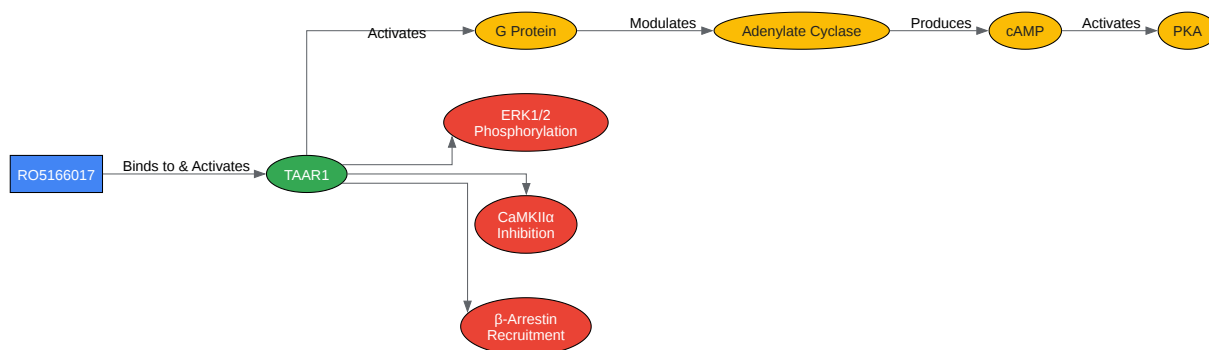 Activates
G Protein
Modulates
Adenylate Cyclase
Produces
cAMP
Activates
PKA
ERK1/2
Phosphorylation
RO5166017
Binds to & Activates
TAAR1
CaMKIIα
Inhibition
β-Arrestin
Recruitment